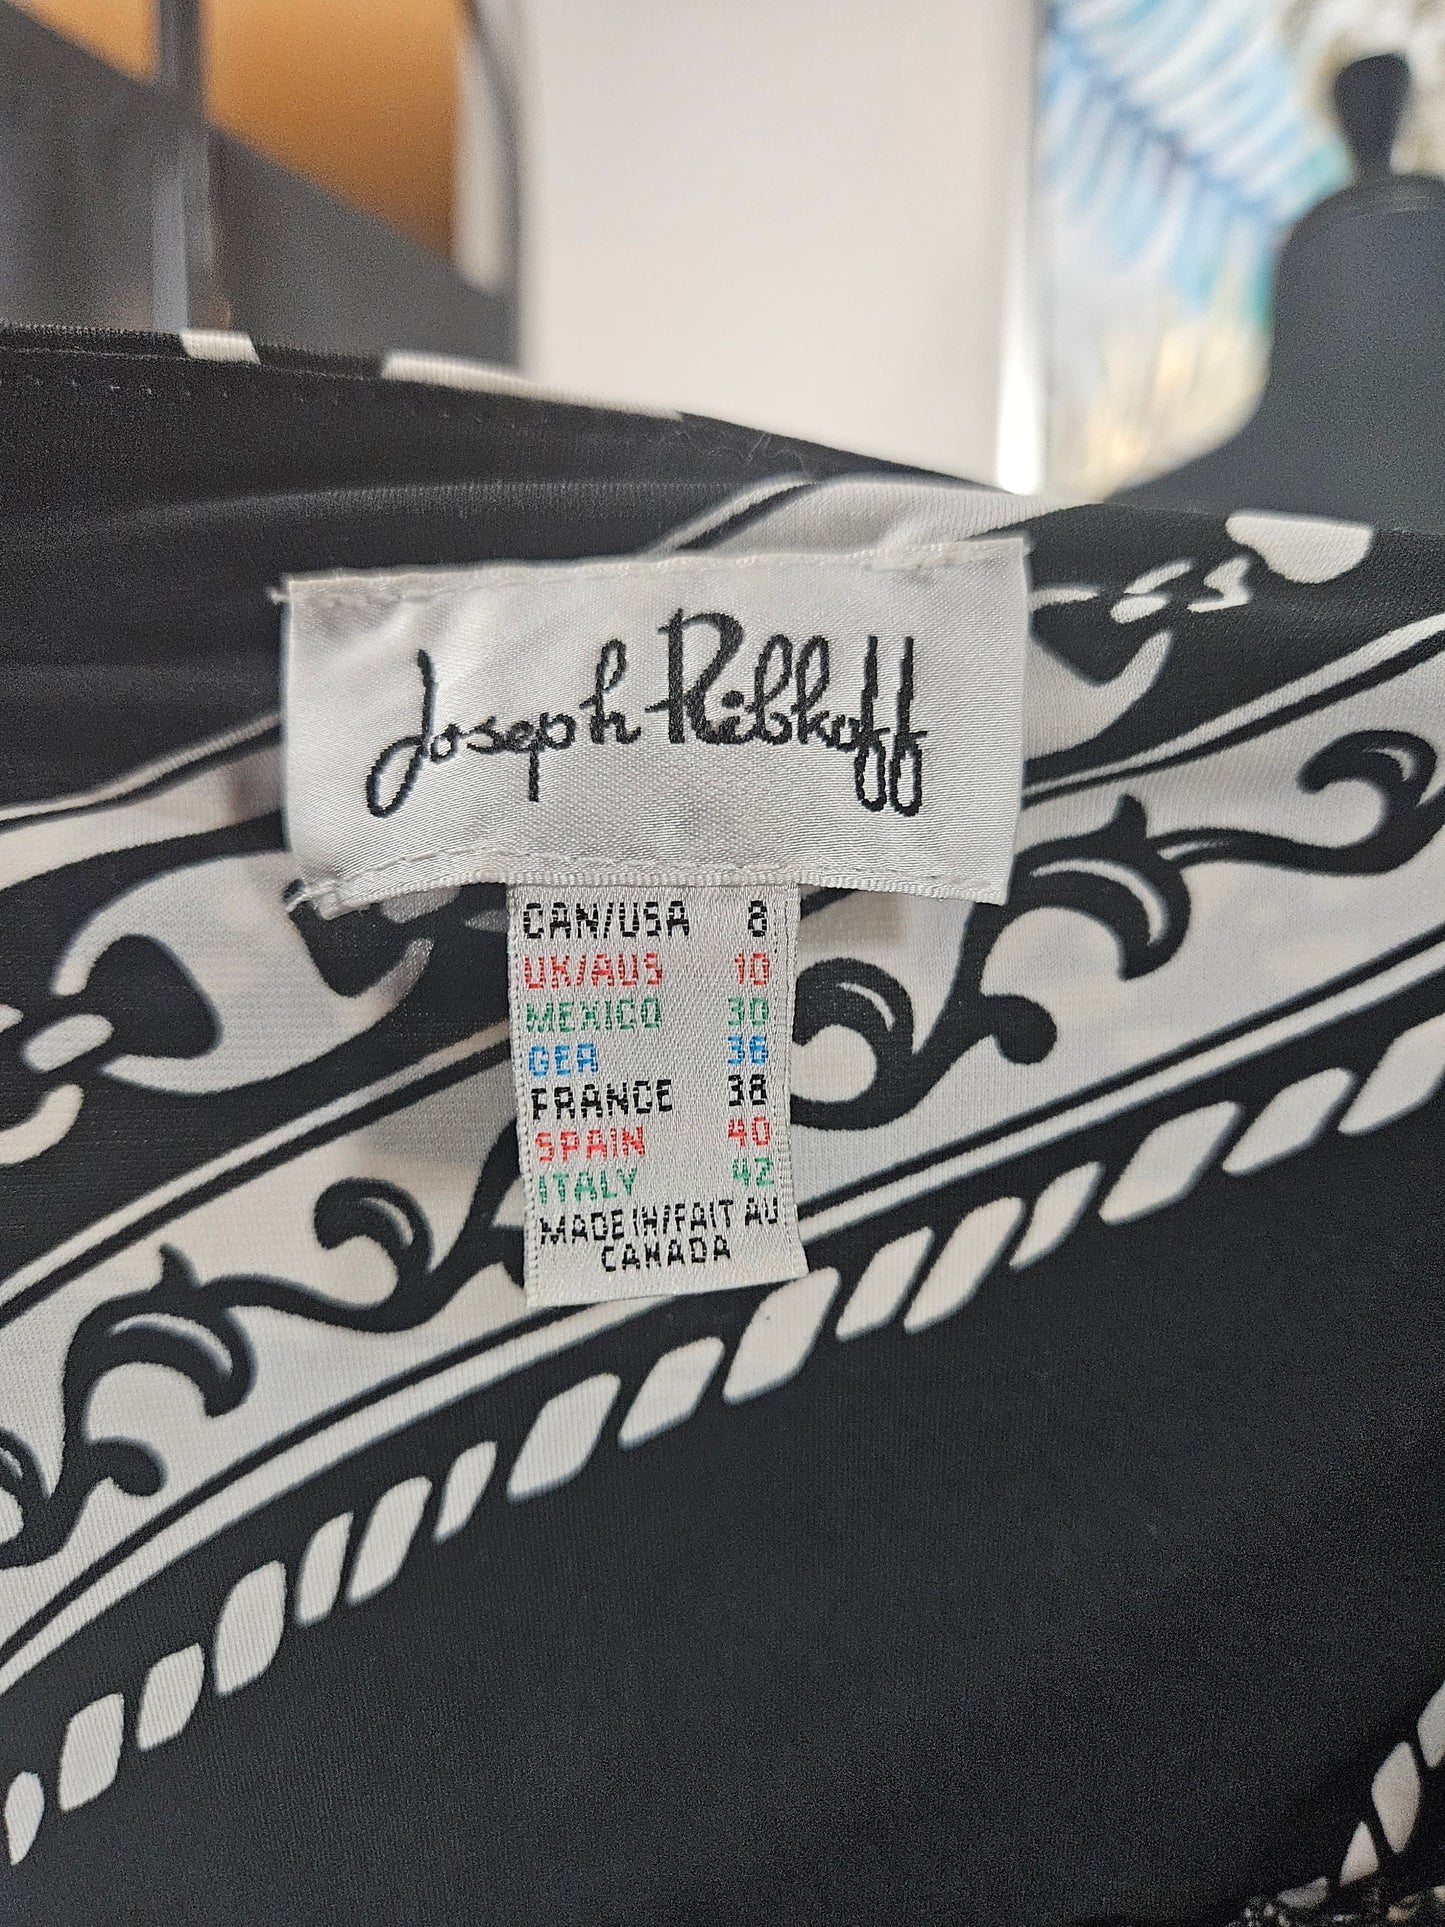 Joseph Ribkoff
CAN/USA 8
UK/AUS 10
MEXICO 30
GER 36
FRANCE 38
SPAIN 40
ITALY 42
MADE IN/FAIT AU
CANADA